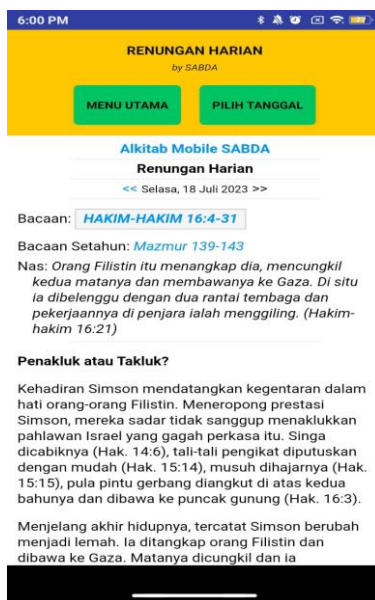 6:00 PM
RENUNGAN HARIAN
by SABDA
MENU UTAMA
PILIH TANGGAL
Alkitab Mobile SABDA
Renungan Harian
<< Selasa, 18 Juli 2023 >>
Bacaan: HAKIM-HAKIM 16:4-31
Bacaan Setahun: Mazmur 139-143
Nas: Orang Filistin itu menangkap dia, mencungkil
kedua matanya dan membawanya ke Gaza. Di situ
ia dibelenggu dengan dua rantai tembaga dan
pekerjaannya di penjara ialah menggiling. (Hakim-
hakim 16:21)
Penakluk atau Takluk?
Kehadiran Simson mendatangkan kegentaran dalam
hati orang-orang Filistin. Meneropong prestasi
Simson, mereka sadar tidak sanggup menaklukkan
pahlawan Israel yang gagah perkasa itu. Singa
dicabiknya (Hak. 14:6), tali-tali pengikat diputuskan
dengan mudah (Hak. 15:14), musuh dihajarnya (Hak.
15:15), pula pintu gerbang diangkut di atas kedua
bahunya dan dibawa ke puncak gunung (Hak. 16:3).
Menjelang akhir hidupnya, tercatat Simson berubah
menjadi lemah. Ia ditangkap orang Filistin dan
dibawa ke Gaza. Matanya dicungkil dan ia